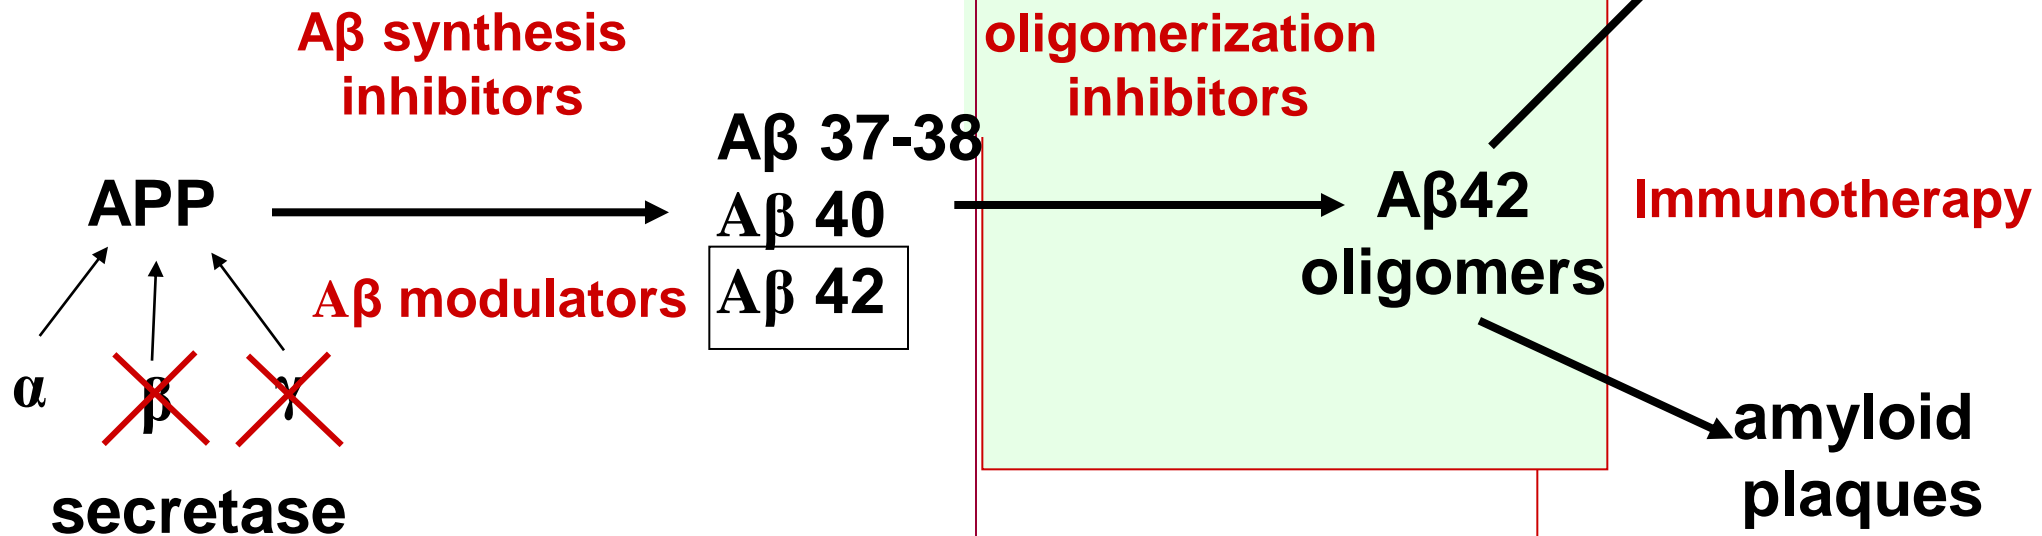 Aβ synthesis
inhibitors
oligomerization
inhibitors
Aβ 37-38
Aβ 40
Aβ 42
APP
Aβ modulators
Aβ42
oligomers
Immunotherapy
α
β
γ
secretase
amyloid
plaques